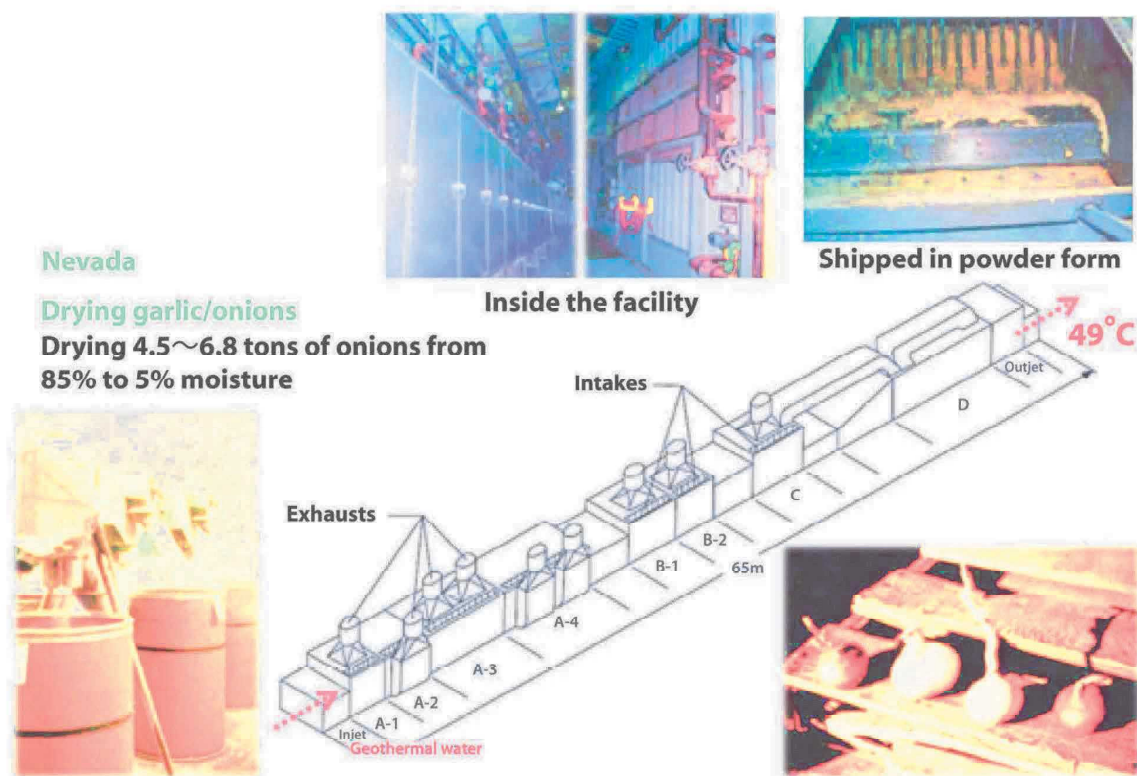 Nevada
Drying garlic/onions
Drying 4.5～6.8 tons of onions from
85% to 5% moisture
Inside the facility
Shipped in powder form
49°C
Outjet
Intakes
D
C
Exhausts
B-2
B-1
65m
A-4
A-3
A-2
A-1
Injet
Geothermal water